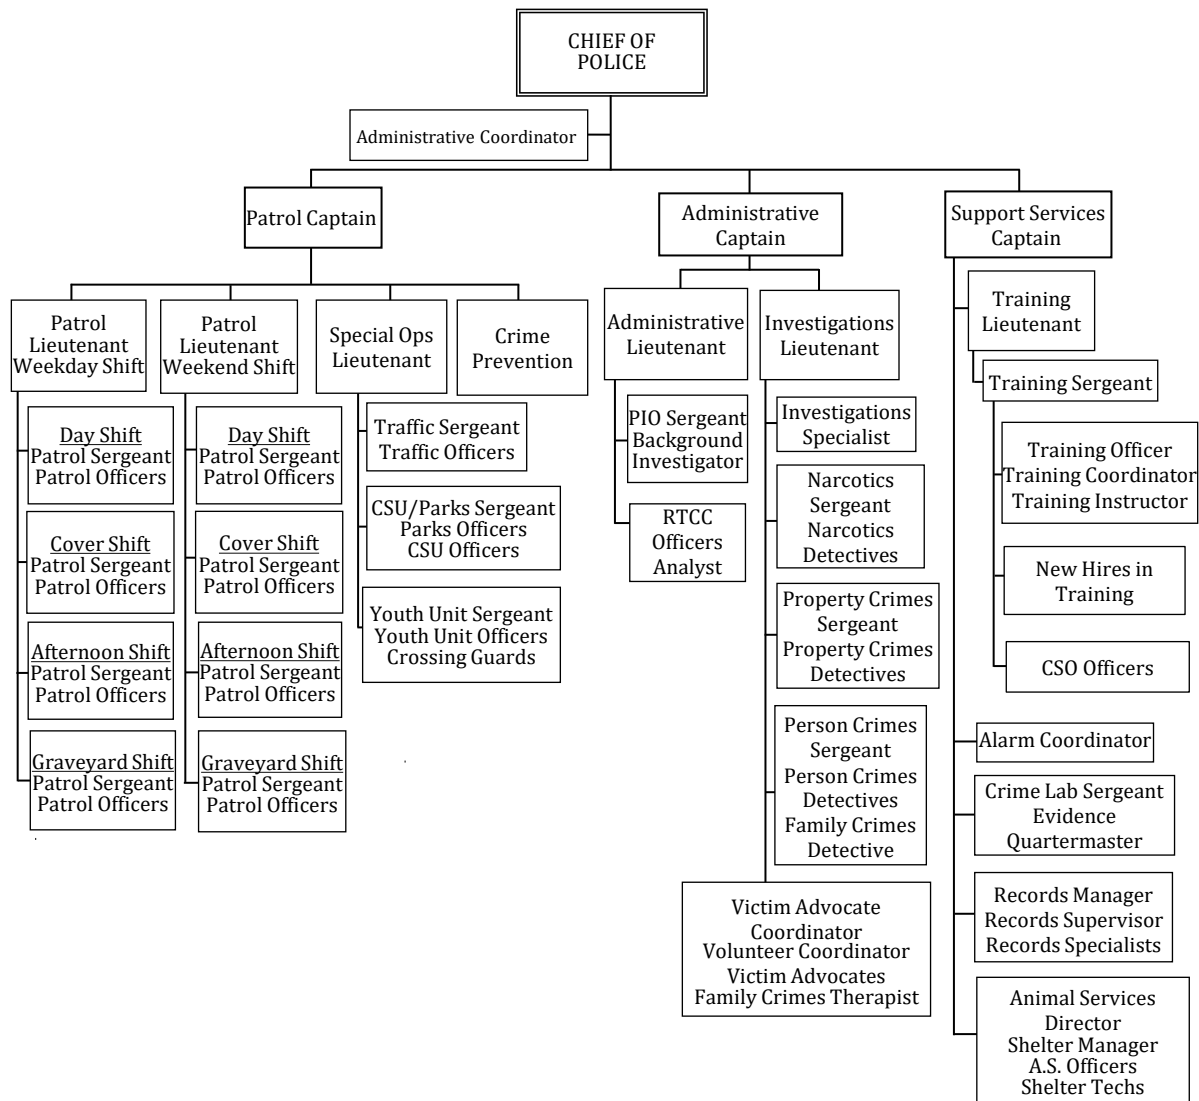 CHIEF OF
POLICE
Administrative Coordinator
Patrol Captain
Administrative
Captain
Support Services
Captain
Patrol
Lieutenant
Weekday Shift
Patrol
Lieutenant
Weekend Shift
Special Ops
Lieutenant
Crime
Prevention
Administrative
Lieutenant
Investigations
Lieutenant
Training
Lieutenant
Training Sergeant
Day Shift
Patrol Sergeant
Patrol Officers
Cover Shift
Patrol Sergeant
Patrol Officers
Afternoon Shift
Patrol Sergeant
Patrol Officers
Graveyard Shift
Patrol Sergeant
Patrol Officers
Day Shift
Patrol Sergeant
Patrol Officers
Cover Shift
Patrol Sergeant
Patrol Officers
Afternoon Shift
Patrol Sergeant
Patrol Officers
Graveyard Shift
Patrol Sergeant
Patrol Officers
Traffic Sergeant
Traffic Officers
CSU/Parks Sergeant
Parks Officers
CSU Officers
Youth Unit Sergeant
Youth Unit Officers
Crossing Guards
PIO Sergeant
Background
Investigator
RTCC
Officers
Analyst
Investigations
Specialist
Narcotics
Sergeant
Narcotics
Detectives
Property Crimes
Sergeant
Property Crimes
Detectives
Person Crimes
Sergeant
Person Crimes
Detectives
Family Crimes
Detective
Victim Advocate
Coordinator
Volunteer Coordinator
Victim Advocates
Family Crimes Therapist
Training Officer
Training Coordinator
Training Instructor
New Hires in
Training
CSO Officers
Alarm Coordinator
Crime Lab Sergeant
Evidence
Quartermaster
Records Manager
Records Supervisor
Records Specialists
Animal Services
Director
Shelter Manager
A.S. Officers
Shelter Techs